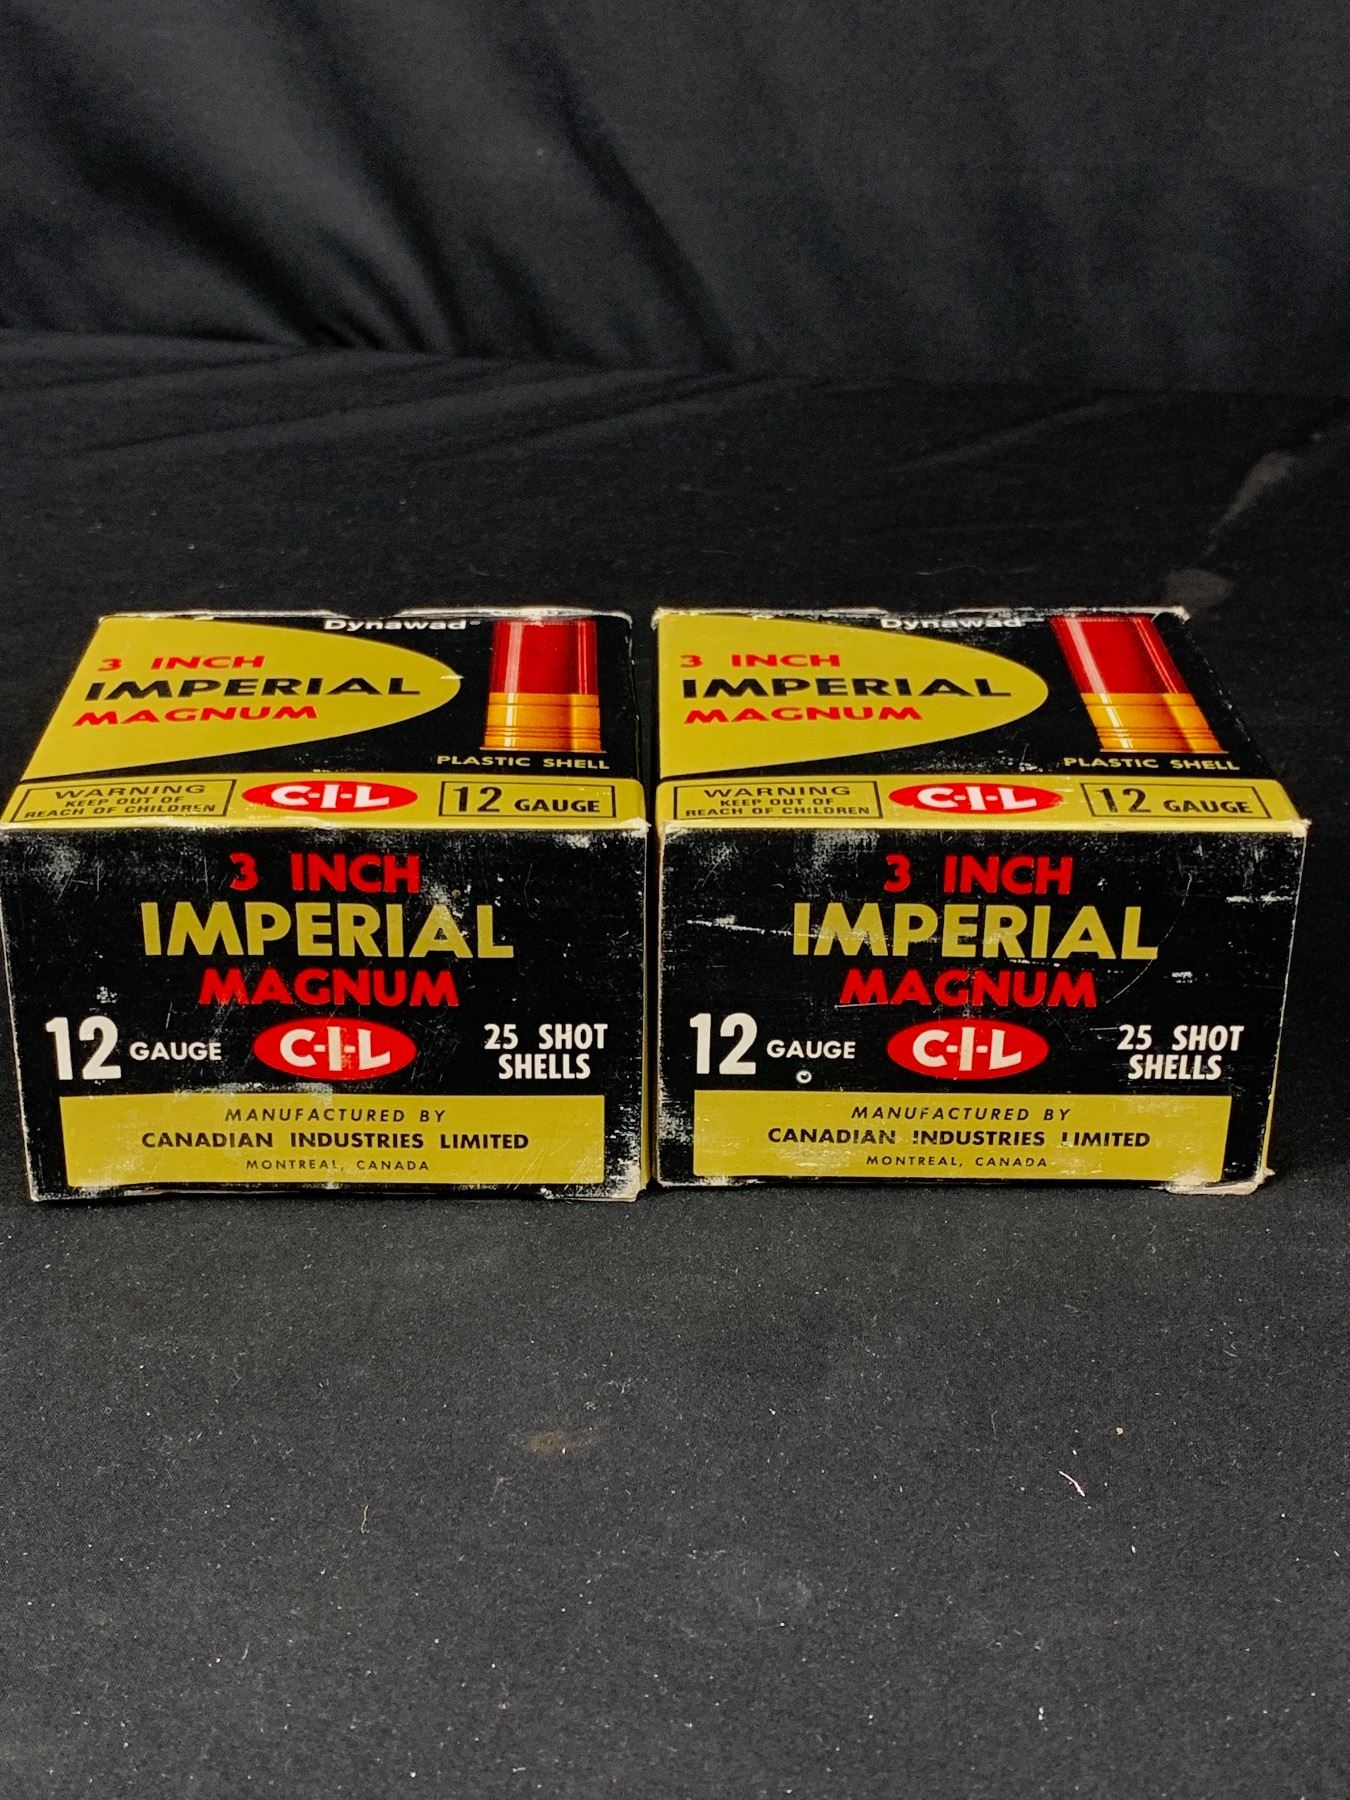 Dynawad
3 INCH
IMPERIAL
MAGNUM
PLASTIC SHELL
WARNING
KEEP OUT OF
REACH OF CHILDREN
C-I-L
12 GAUGE
3 INCH
IMPERIAL
MAGNUM
12 GAUGE
C-I-L
25 SHOT
SHELLS
MANUFACTURED BY
CANADIAN INDUSTRIES LIMITED
MONTREAL, CANADA
Dynawad
3 INCH
IMPERIAL
MAGNUM
PLASTIC SHELL
WARNING
KEEP OUT OF
REACH OF CHILDREN
C-I-L
12 GAUGE
3 INCH
IMPERIAL
MAGNUM
12 GAUGE
C-I-L
25 SHOT
SHELLS
MANUFACTURED BY
CANADIAN INDUSTRIES LIMITED
MONTREAL, CANADA